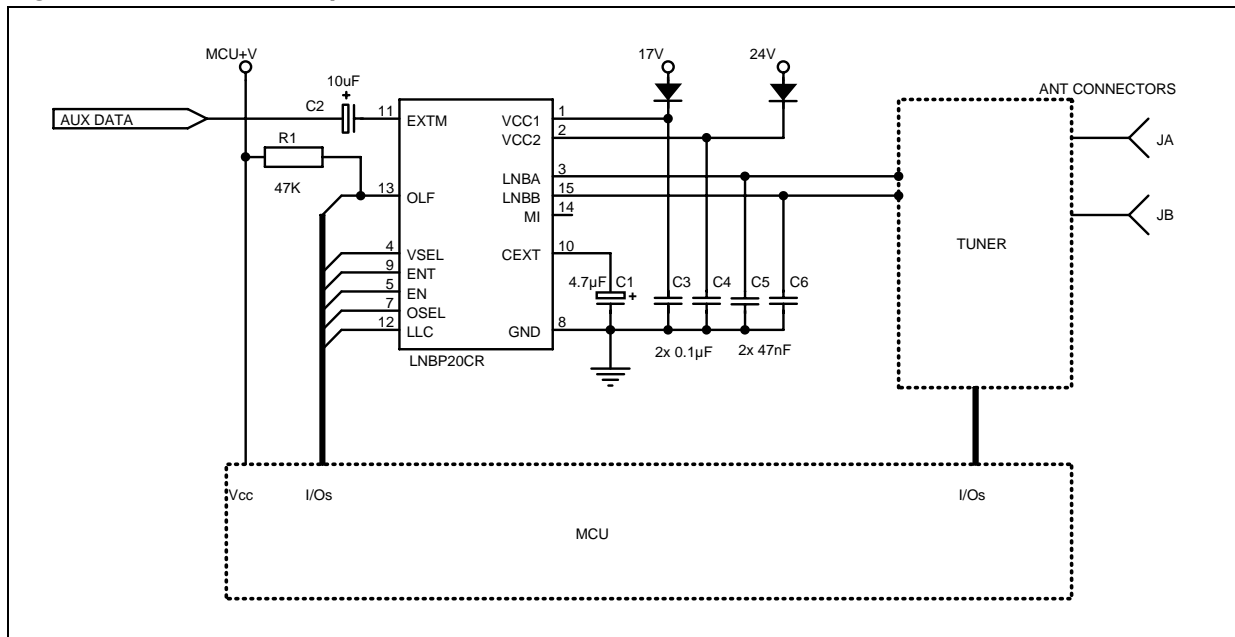 MCU+V
17V
24V
10uF
+
ANT CONNECTORS
C2
11
EXTM
VCC1
1
AUX DATA
VCC2
2
R1
JA
47K
13
OLF
LNBA
3
LNBB
15
MI
14
JB
TUNER
4
VSEL
CEXT
10
9
ENT
5
EN
4.7µF
C1
+
C3
C4
C5
C6
7
OSEL
12
LLC
GND
8
LNBP20CR
2x 0.1µF
2x 47nF
Vcc
I/Os
I/Os
MCU